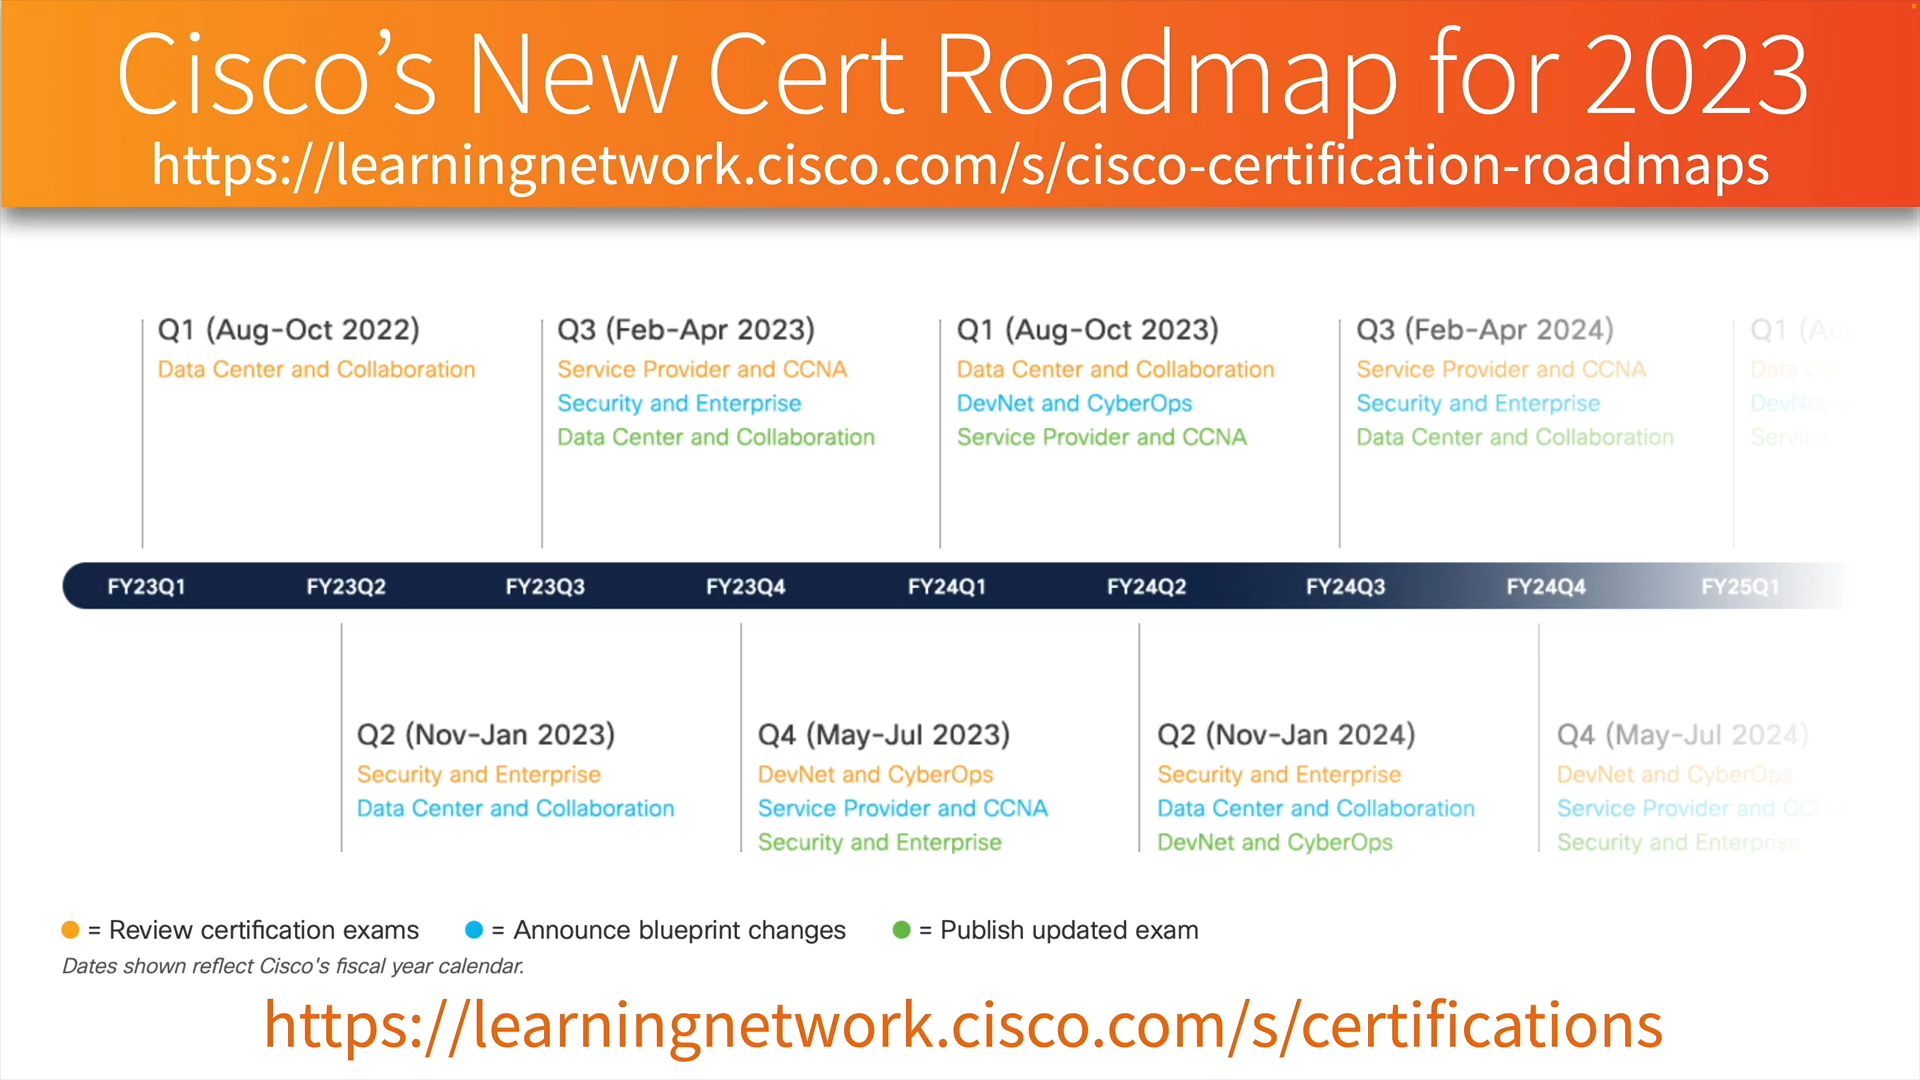 Cisco's New Cert Roadmap for 2023
https://learningnetwork.cisco.com/s/cisco-certification-roadmaps
Q1 (Aug-Oct 2022)
Data Center and Collaboration
Q3 (Feb-Apr 2023)
Service Provider and CCNA
Security and Enterprise
Data Center and Collaboration
Q1 (Aug-Oct 2023)
Data Center and Collaboration
DevNet and CyberOps
Service Provider and CCNA
Q3 (Feb-Apr 2024)
Service Provider and CCNA
Security and Enterprise
Data Center and Collaboration
Q1
Data
DevNet
Service
FY23Q1 FY23Q2 FY23Q3 FY23Q4 FY24Q1 FY24Q2 FY24Q3 FY24Q4 FY25Q1
Q2 (Nov-Jan 2023)
Security and Enterprise
Data Center and Collaboration
Q4 (May-Jul 2023)
DevNet and CyberOps
Service Provider and CCNA
Security and Enterprise
Q2 (Nov-Jan 2024)
Security and Enterprise
Data Center and Collaboration
DevNet and CyberOps
Q4 (May-Jul 2024)
DevNet and CyberOps
Service Provider and
Security and Enterprise
= Review certification exams = Announce blueprint changes = Publish updated exam
Dates shown reflect Cisco's fiscal year calendar.
https://learningnetwork.cisco.com/s/certifications